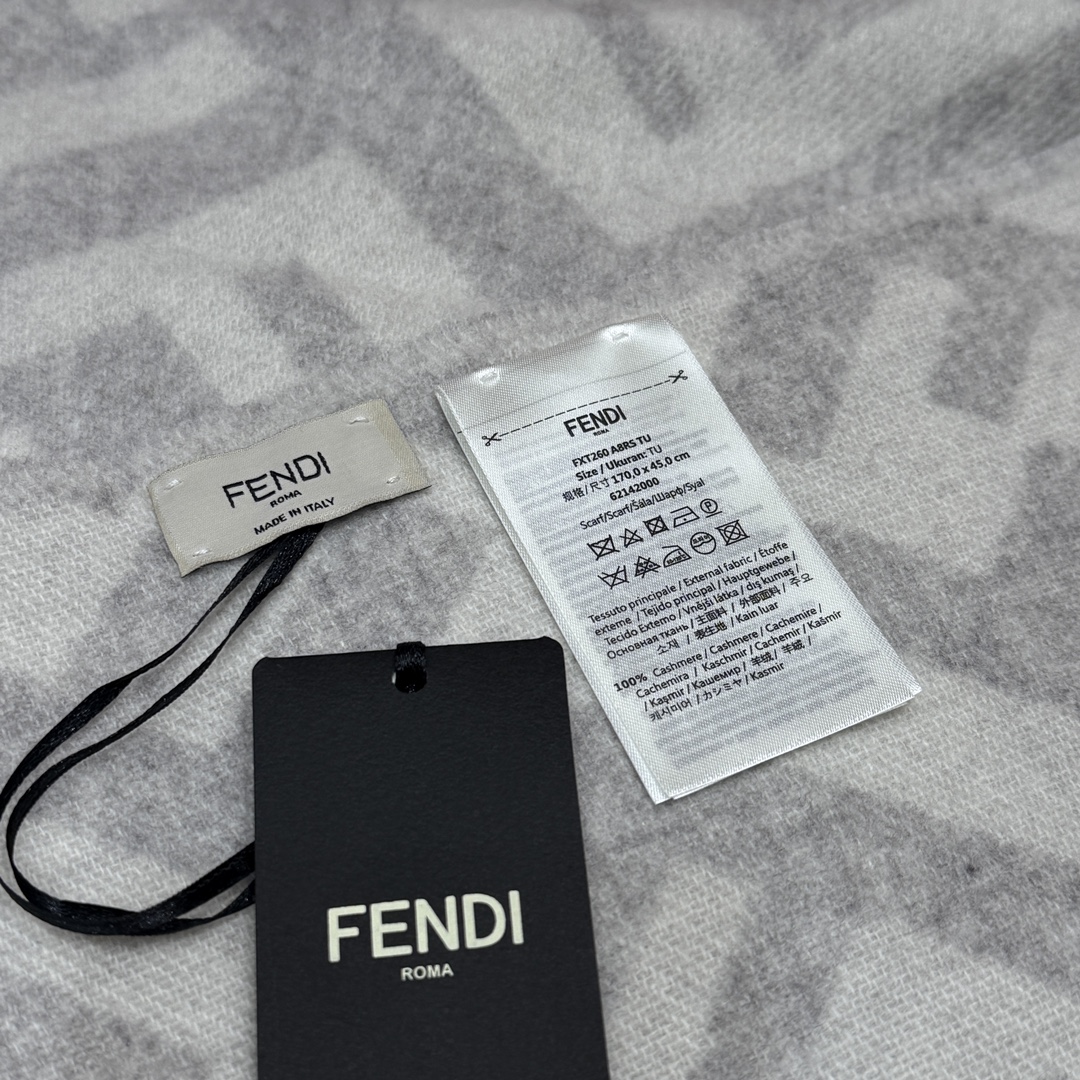 FENDI
ROMA
MADE IN ITALY
FENDI
ROMA
FXT260 A8RS TU
Size / Ukuran: TU
规格/尺寸 170,0 x 45,0 cm
62142000
Scarf/Scarf/Šála/Шарф/Syal
Tessuto principale / External fabric / Étoffe
externe / Tejido principal / Hauptgewebe /
Tecido Externo / Vnější látka / dış kumaş /
Основная ткань / 主面料 / 外部面料 / 주요
소재 / 表生地 / Kain luar
100% Cashmere / Cashmere / Cachemire /
Cachemira / Kaschmir / Cachemir / Kašmír
/ Kaşmir / Кашемир / 羊绒 / 羊絨 /
캐시미어 / カシミヤ / Kasmir
FENDI
ROMA